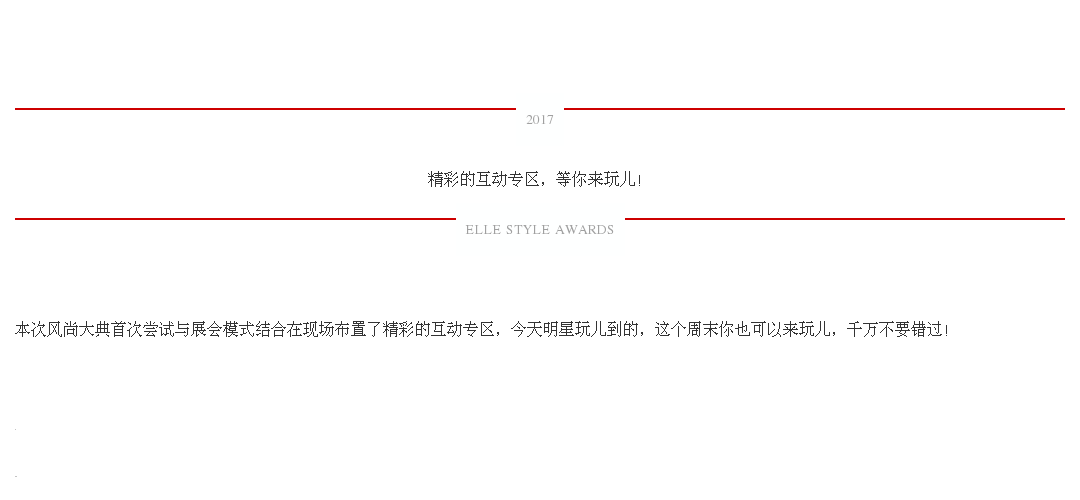 2017
精彩的互动专区，等你来玩儿！
ELLE STYLE AWARDS
本次风尚大典首次尝试与展会模式结合在现场布置了精彩的互动专区，今天明星玩儿到的，这个周末你也可以来玩儿，千万不要错过！